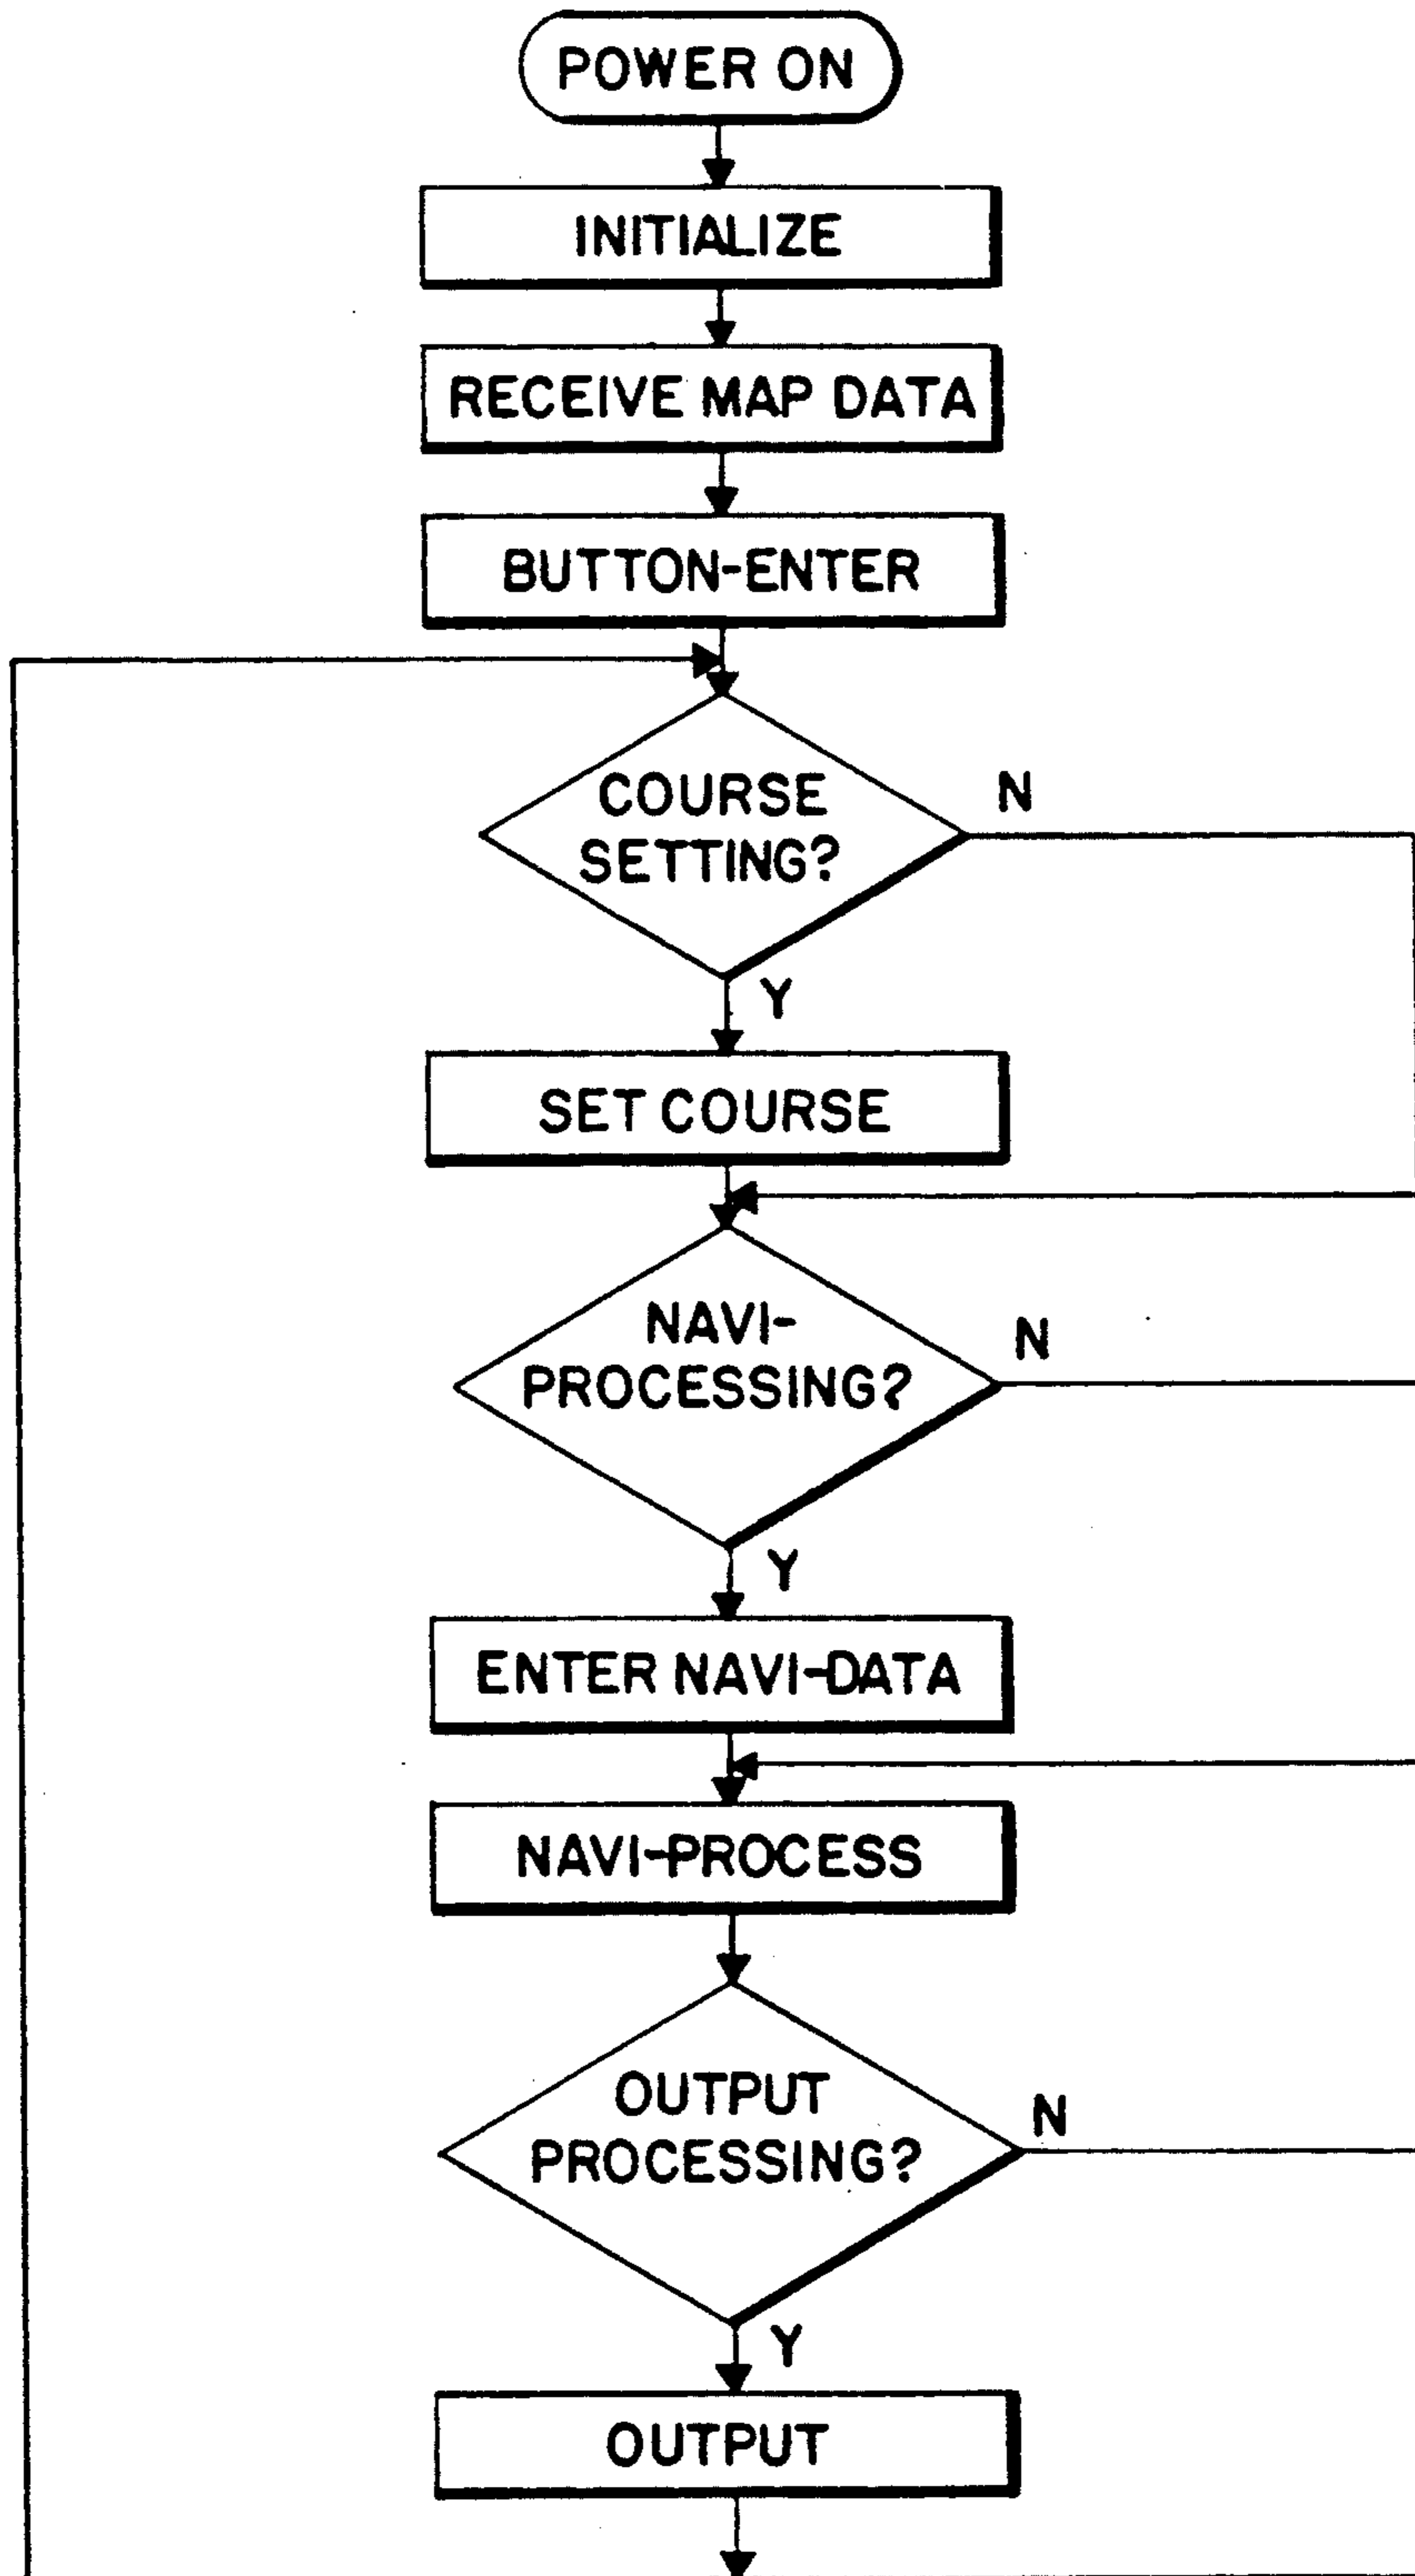 POWER ON
INITIALIZE
RECEIVE MAP DATA
BUTTON-ENTER
COURSE
SETTING?
N
Y
SET COURSE
NAVI-
PROCESSING?
N
Y
ENTER NAVI-DATA
NAVI-PROCESS
OUTPUT
PROCESSING?
N
Y
OUTPUT